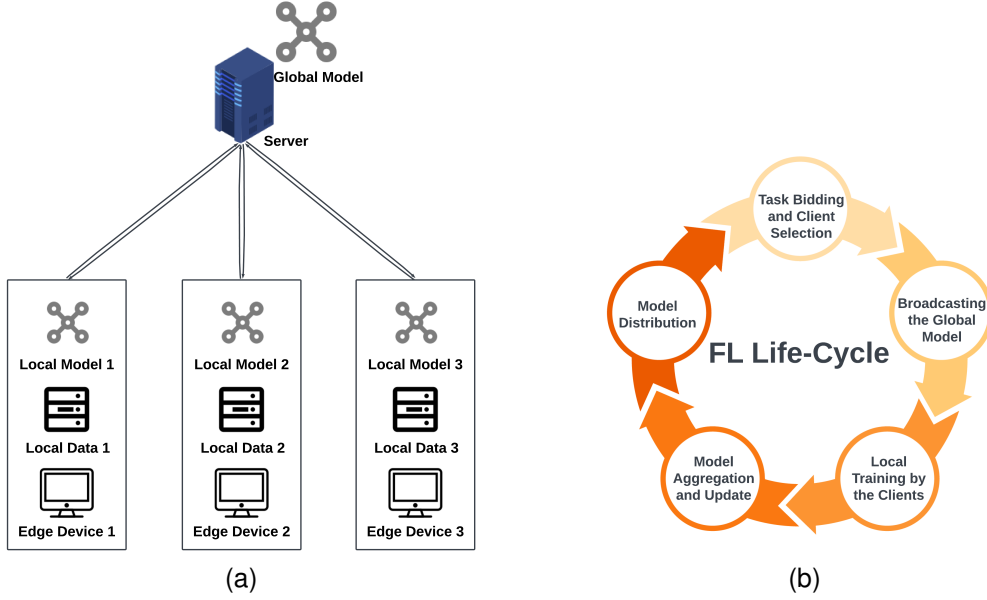 Global Model
Server
Local Model 1
Local Data 1
Edge Device 1
Local Model 2
Local Data 2
Edge Device 2
Local Model 3
Local Data 3
Edge Device 3
(a)
Task Bidding
and Client
Selection
Broadcasting
the Global
Model
Local
Training by
the Clients
Model
Aggregation
and Update
Model
Distribution
FL Life-Cycle
(b)